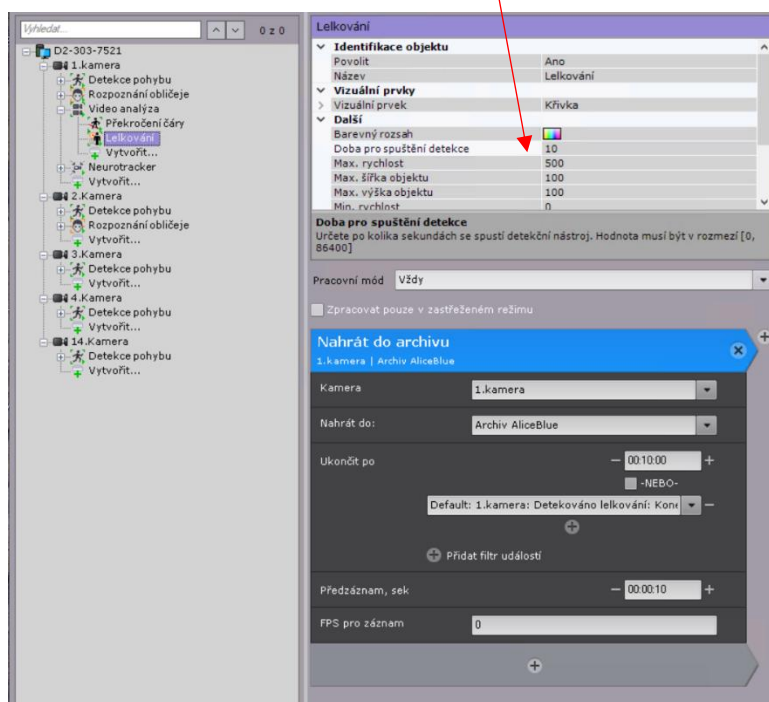 Vyhledat...
0 z 0
D2-303-7521
1.kamera
Detekce pohybu
Rozpoznání obličeje
Video analýza
Překročení čáry
Lelkování
Vytvořit...
Neurotracker
Vytvořit...
2.Kamera
Detekce pohybu
Rozpoznání obličeje
Vytvořit...
3.Kamera
Detekce pohybu
Vytvořit...
4.Kamera
Detekce pohybu
Vytvořit...
14.Kamera
Detekce pohybu
Vytvořit...
Lelkování
Identifikace objektu
Povolit Ano
Název Lelkování
Vizuální prvky
Vizuální prvek Křivka
Další
Barevný rozsah
Doba pro spuštění detekce 10
Max. rychlost 500
Max. šířka objektu 100
Max. výška objektu 100
Min. rychlost 0
Doba pro spuštění detekce
Určete po kolika sekundách se spustí detekční nástroj. Hodnota musí být v rozmezí [0,
86400]
Pracovní mód Vždy
Zpracovat pouze v zastřeženém režimu
Nahrát do archivu
1.kamera | Archiv AliceBlue
Kamera 1.kamera
Nahrát do: Archiv AliceBlue
Ukončit po 00:10:00
-NEBO-
Default: 1.kamera: Detekováno lelkování: Kone
Přidat filtr událostí
Předzáznam, sek 00:00:10
FPS pro záznam 0